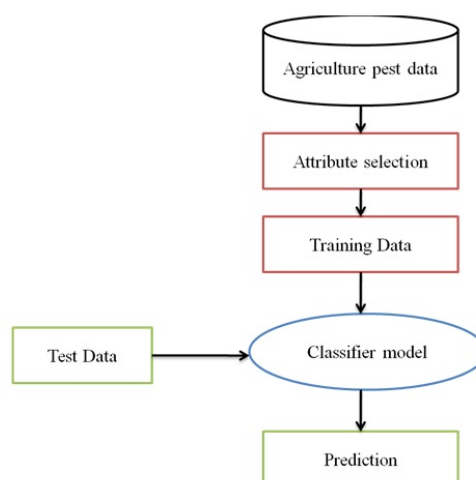 Agriculture pest data
Attribute selection
Training Data
Test Data
Classifier model
Prediction